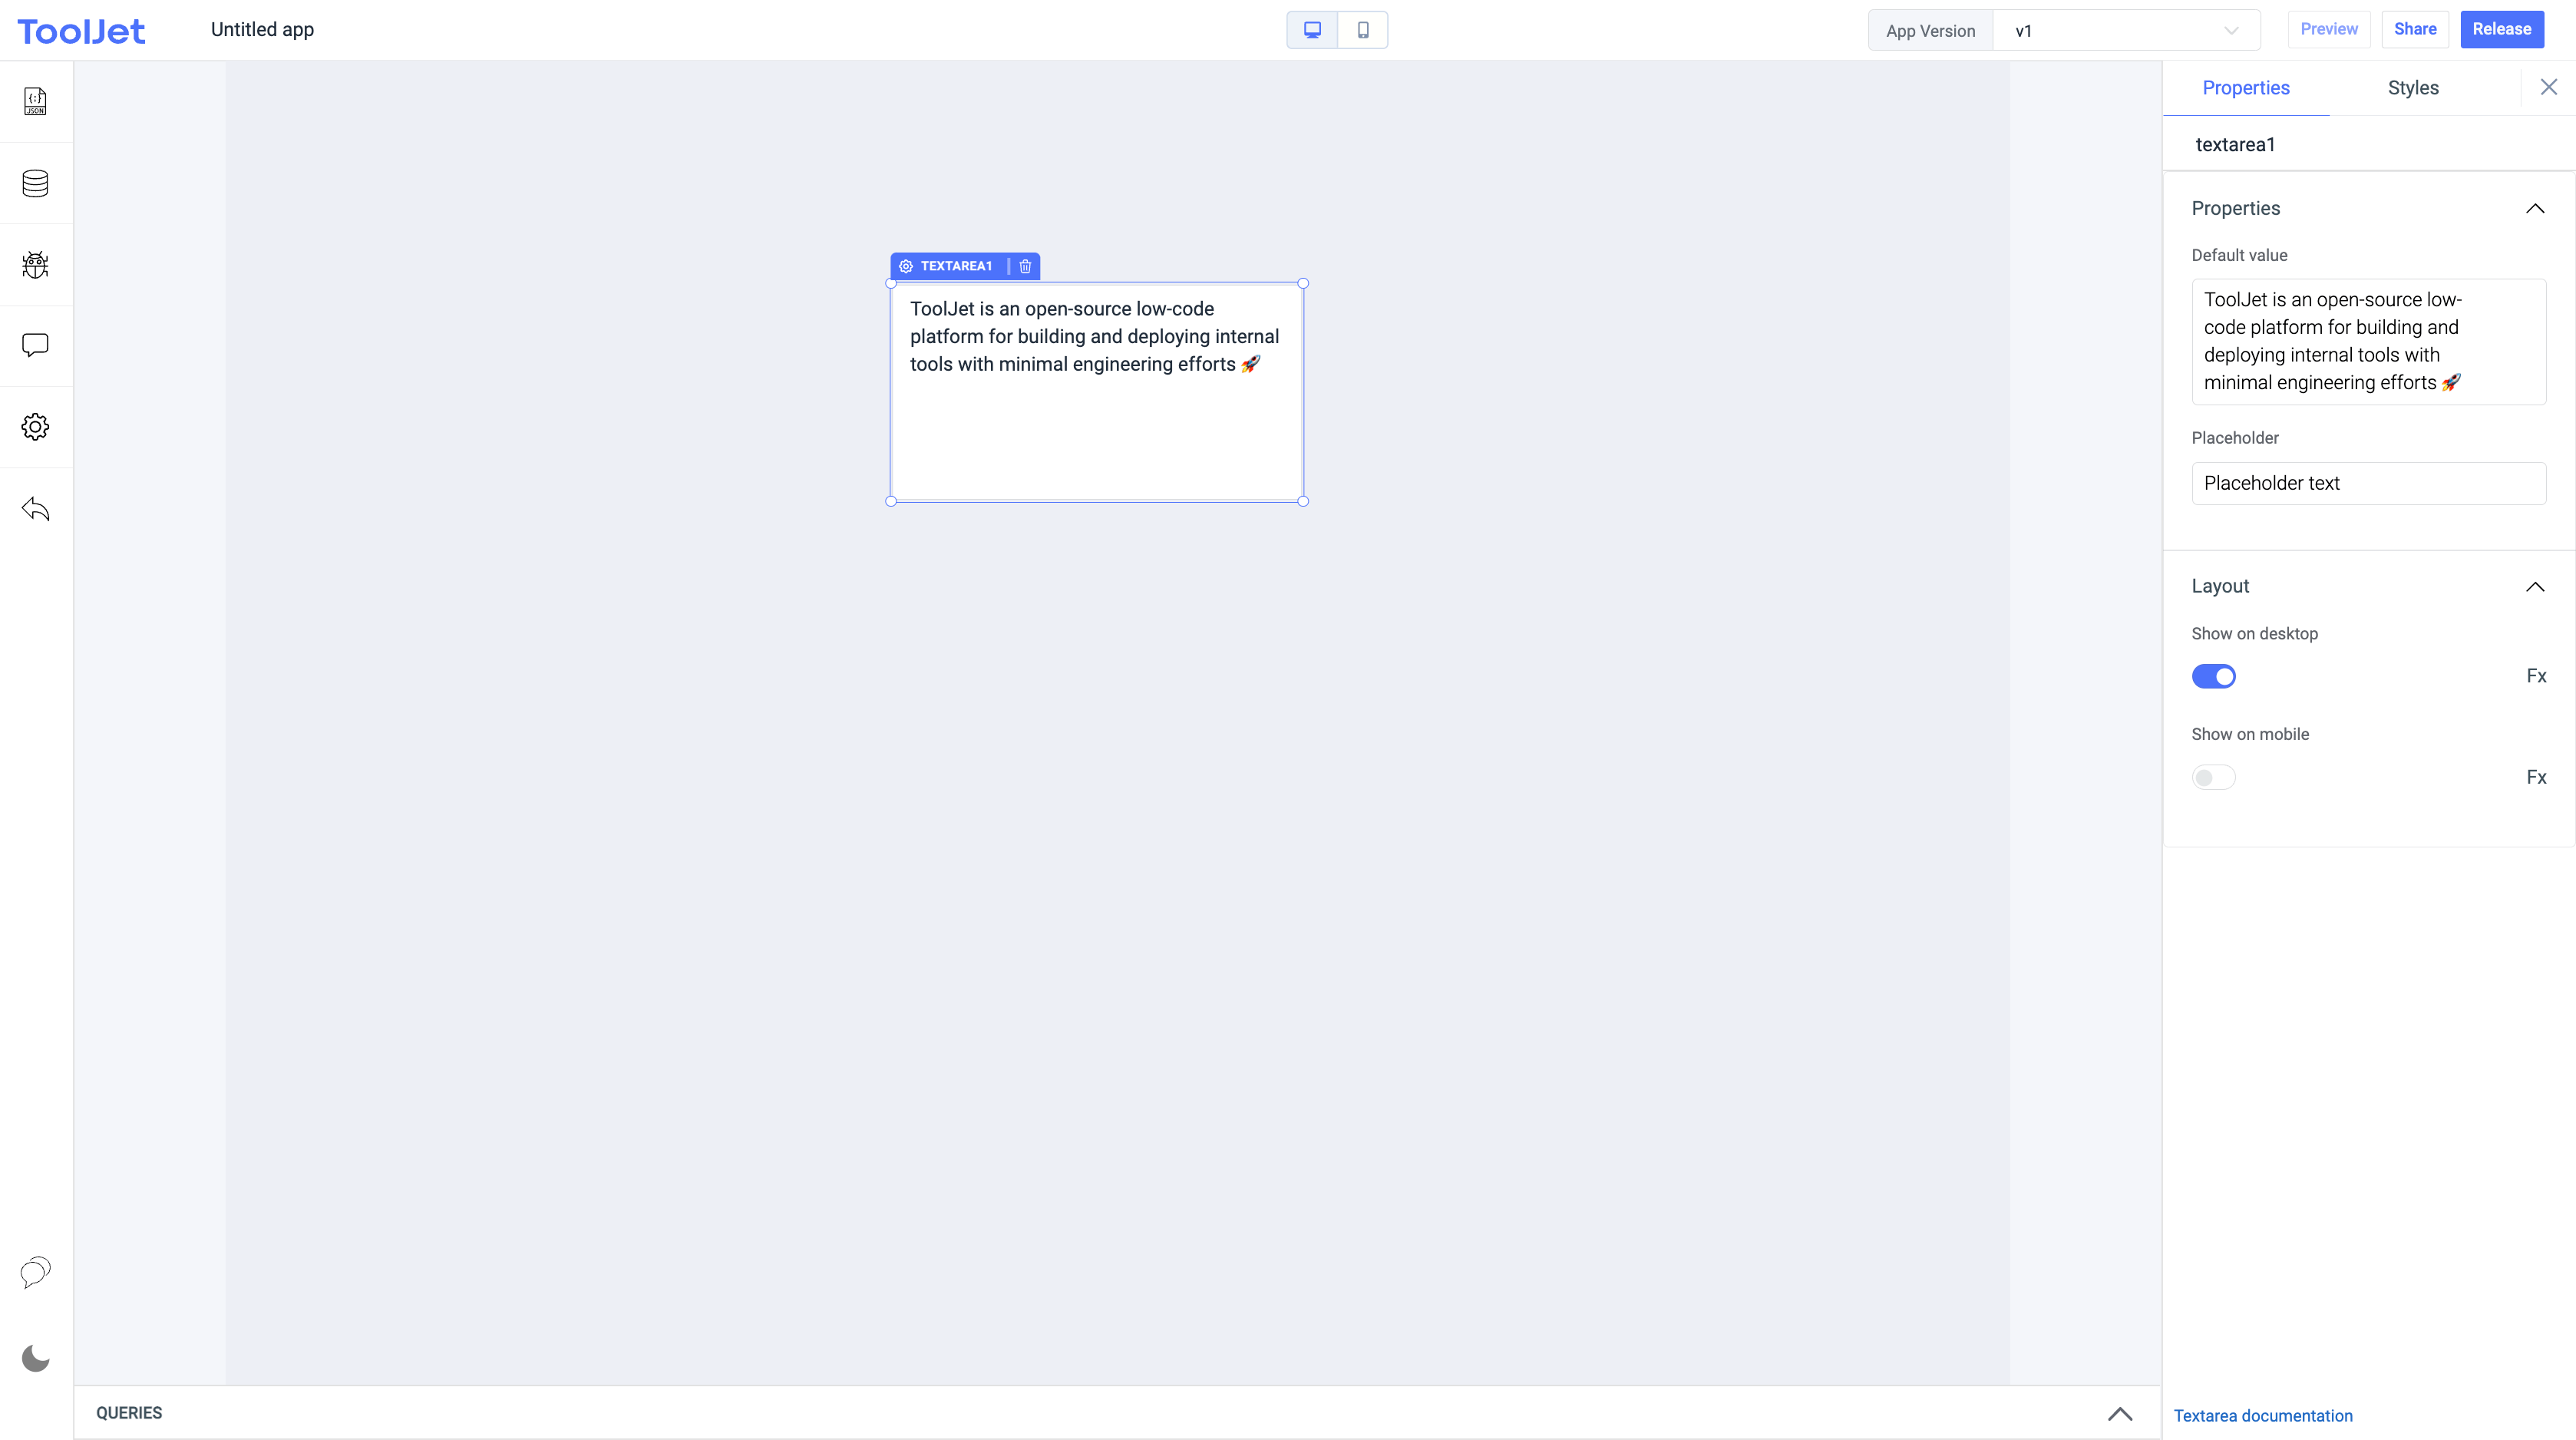 ToolJet
Untitled app
App Version
v1
Preview
Share
Release
{;}
JSON
TEXTAREA1
ToolJet is an open-source low-code
platform for building and deploying internal
tools with minimal engineering efforts 🚀
Properties
Styles
textarea1
Properties
Default value
ToolJet is an open-source low-
code platform for building and
deploying internal tools with
minimal engineering efforts 🚀
Placeholder
Placeholder text
Layout
Show on desktop
Fx
Show on mobile
Fx
QUERIES
Textarea documentation